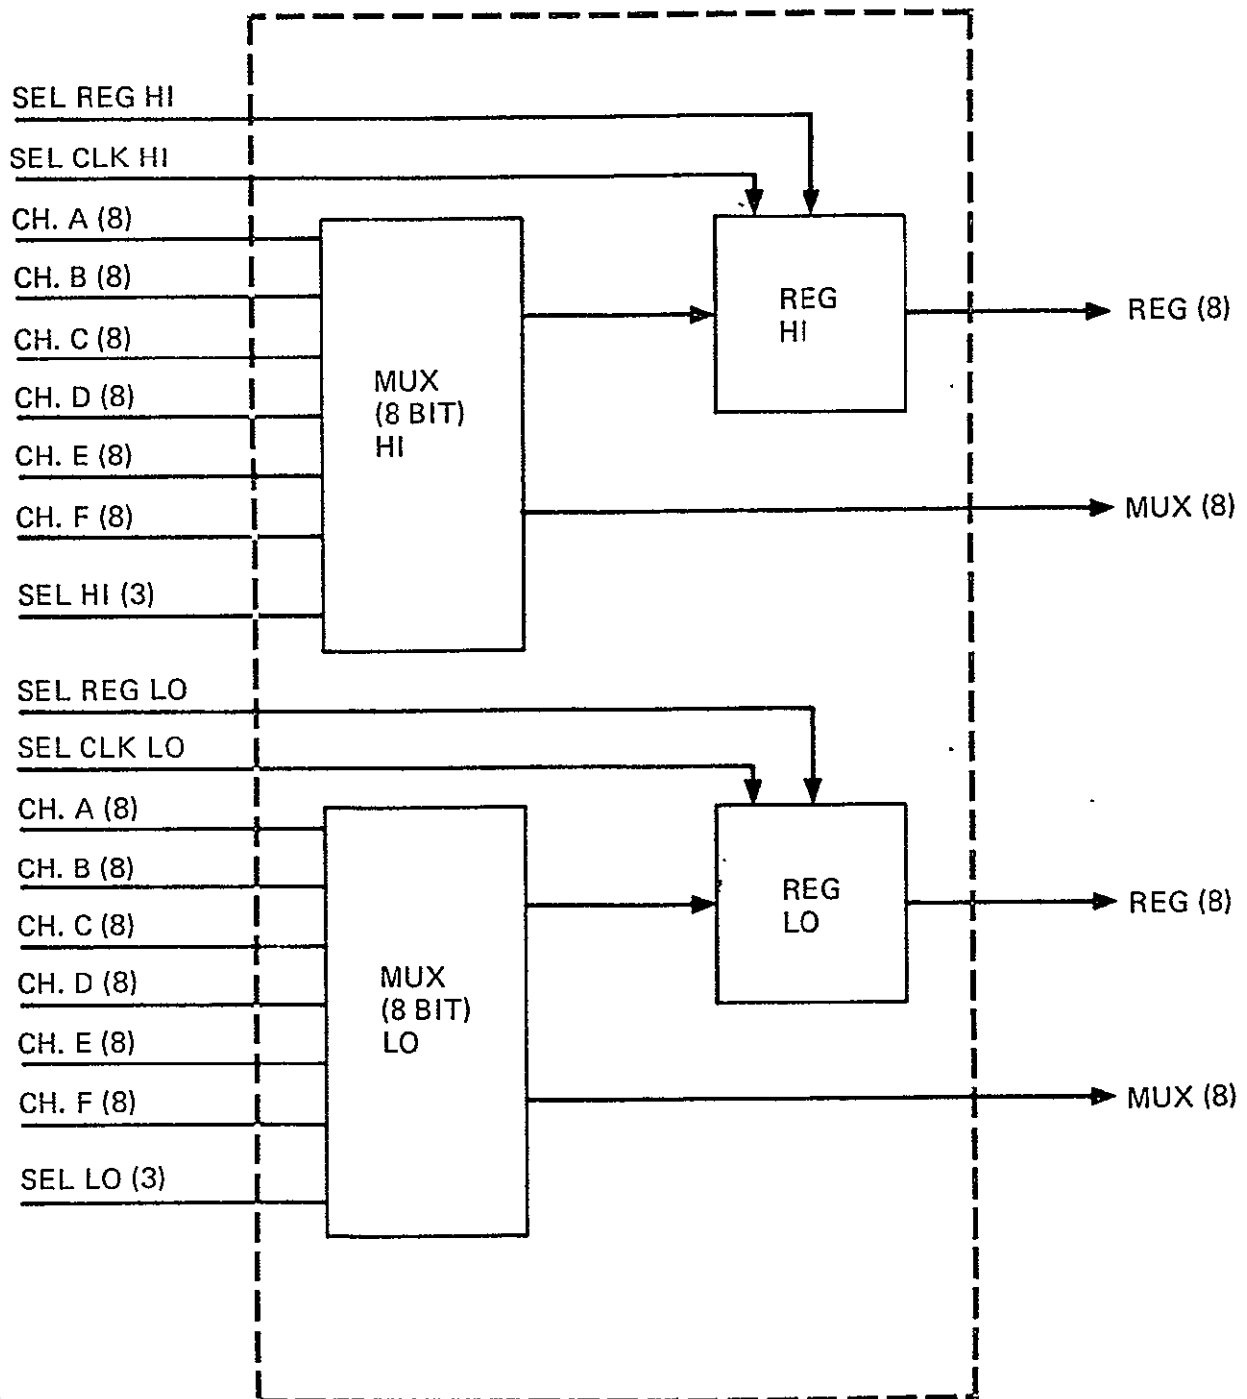 SEL REG HI
SEL CLK HI
CH. A (8)
CH. B (8)
CH. C (8)
CH. D (8)
CH. E (8)
CH. F (8)
SEL HI (3)
MUX
(8 BIT)
HI
REG
HI
REG (8)
MUX (8)
SEL REG LO
SEL CLK LO
CH. A (8)
CH. B (8)
CH. C (8)
CH. D (8)
CH. E (8)
CH. F (8)
SEL LO (3)
MUX
(8 BIT)
LO
REG
LO
REG (8)
MUX (8)